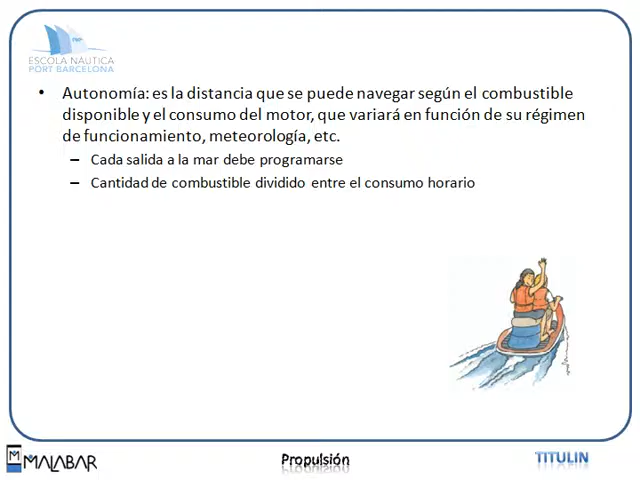 ESCOLA NÁUTICA
PORT BARCELONA
• Autonomía: es la distancia que se puede navegar según el combustible
disponible y el consumo del motor, que variará en función de su régimen
de funcionamiento, meteorología, etc.
– Cada salida a la mar debe programarse
– Cantidad de combustible dividido entre el consumo horario
MALABAR
Propulsión
TITULIN